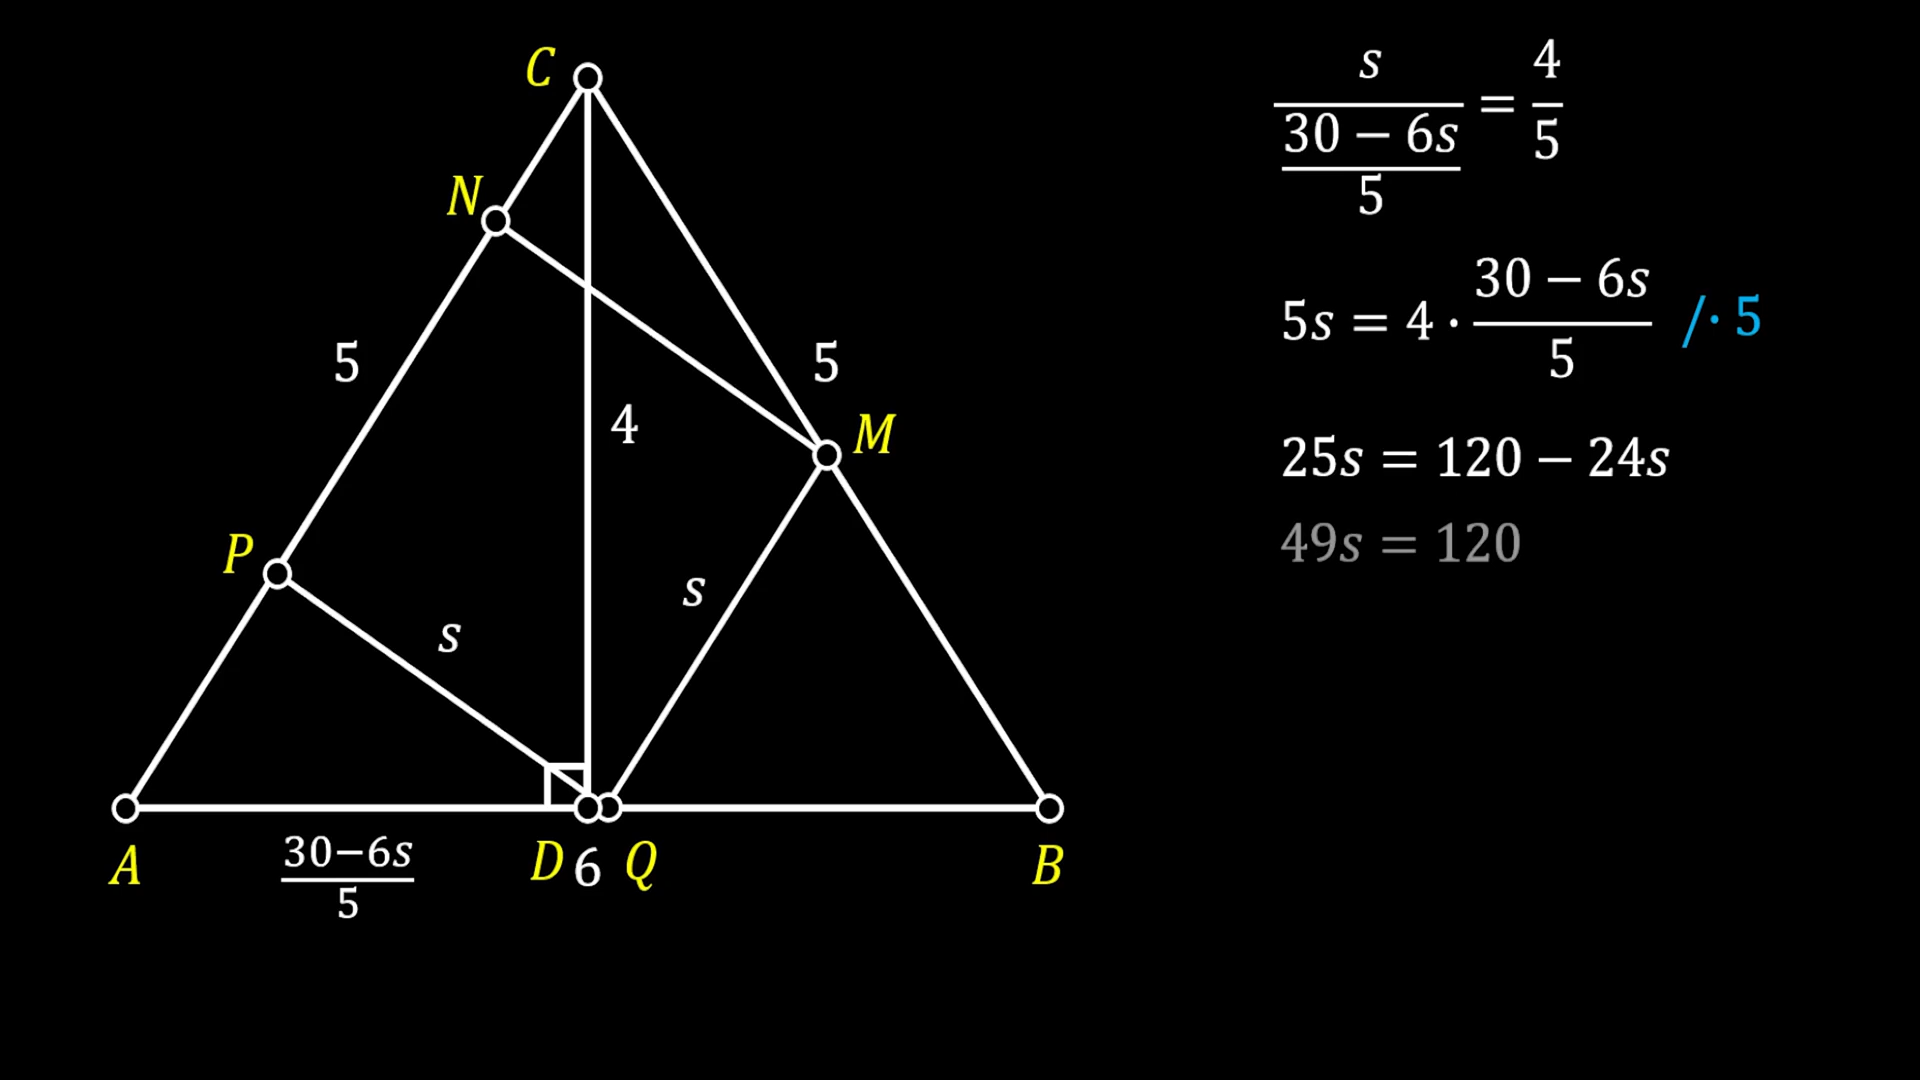 C
N
5
5
4
M
P
s
s
A
D 6 Q
B
30−6s
5
s
30 − 6s
5
= 4
5
5s = 4 · 30 − 6s
5
/· 5
25s = 120 − 24s
49s = 120